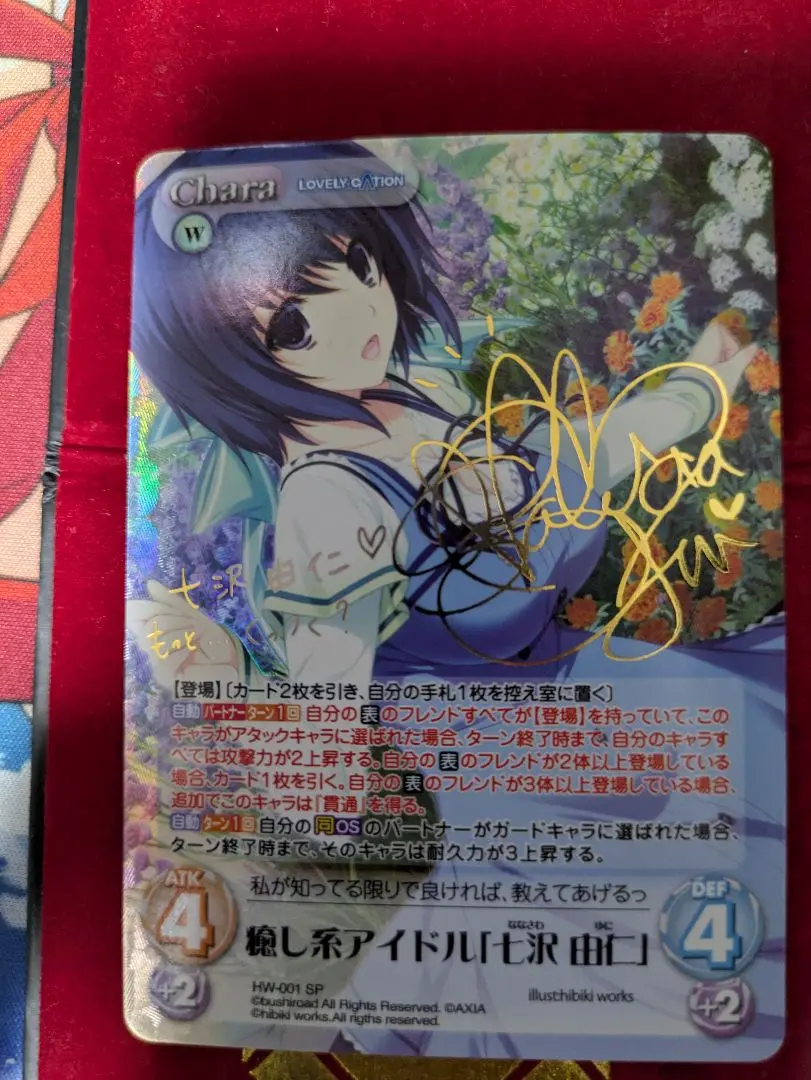 Chara LOVELY×CATION
W
Nanasawa Yuni
七沢 由仁♡
もっと...くっつく?
【登場】〔カード2枚を引き、自分の手札1枚を控え室に置く〕
自動 パートナー ターン1回 自分の表のフレンドすべてが【登場】を持っていて、この
キャラがアタックキャラに選ばれた場合、ターン終了時まで、自分のキャラす
べては攻撃力が2上昇する。自分の表のフレンドが2体以上登場している
場合、カード1枚を引く。自分の表のフレンドが3体以上登場している場合、
追加でこのキャラは『貫通』を得る。
自動 ターン1回 自分の同OSのパートナーがガードキャラに選ばれた場合、
ターン終了時まで、そのキャラは耐久力が3上昇する。
私が知ってる限りで良ければ、教えてあげるっ
ATK
4
+2
ななさわ ゆに
癒し系アイドル「七沢 由仁」
DEF
4
+2
HW-001 SP
©bushiroad All Rights Reserved. ©AXIA
©hibiki works.All rigths reserved.
illust:hibiki works